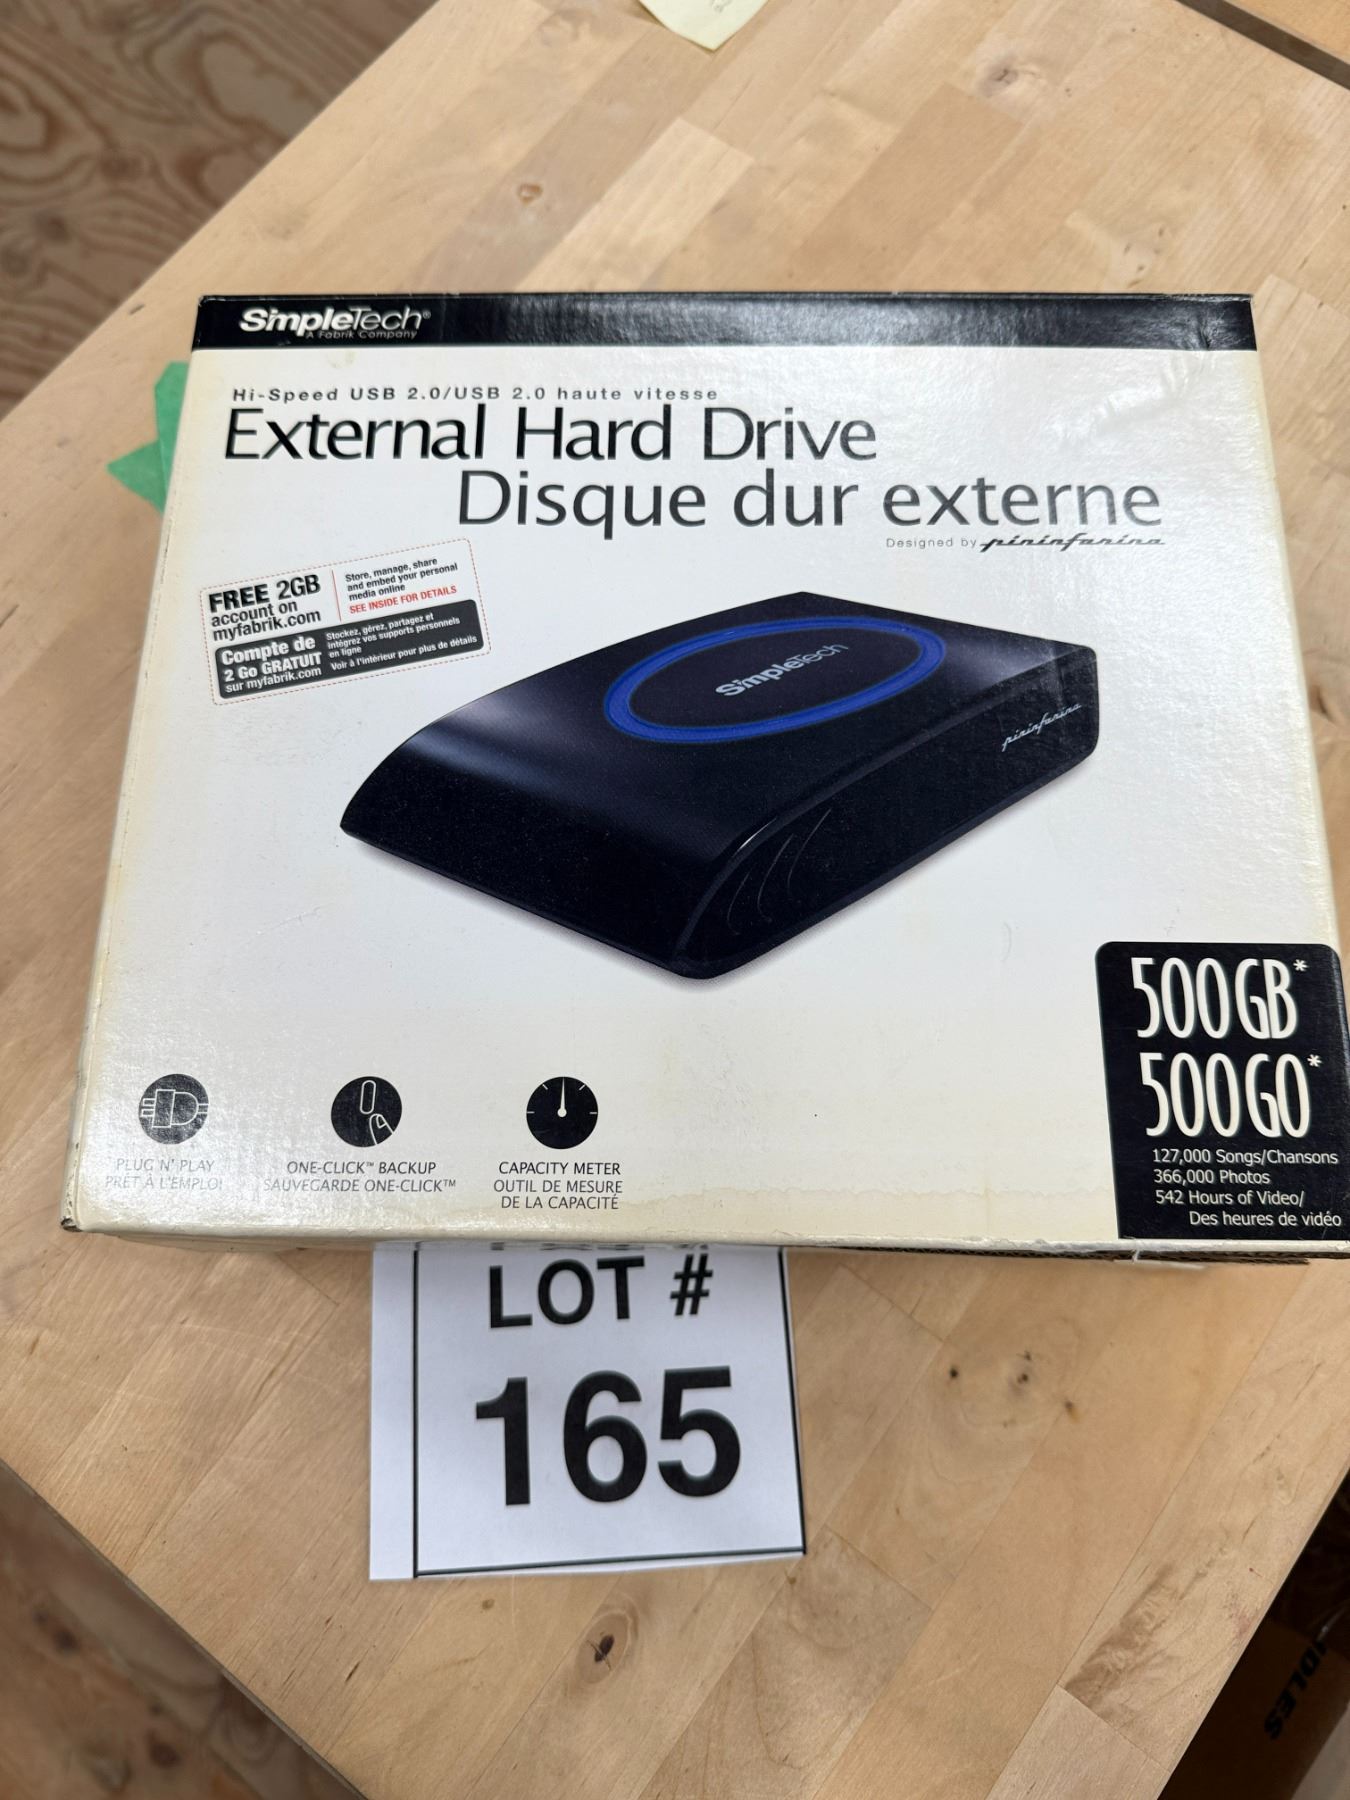 SimpleTech®
A Fabrik Company
Hi-Speed USB 2.0/USB 2.0 haute vitesse
External Hard Drive
Disque dur externe
Designed by pininfarina
FREE 2GB
account on
myfabrik.com
Store, manage, share
and embed your personal
media online
SEE INSIDE FOR DETAILS
Compte de
2 Go GRATUIT
sur myfabrik.com
Stockez, gérez, partagez et
intégrez vos supports personnels
en ligne
Voir à l'intérieur pour plus de détails
SimpleTech
pininfarina
500GB*
500GO*
127,000 Songs/Chansons
366,000 Photos
542 Hours of Video/
Des heures de vidéo
PLUG N' PLAY
PRÊT À L'EMPLOI
ONE-CLICK™ BACKUP
SAUVEGARDE ONE-CLICK™
CAPACITY METER
OUTIL DE MESURE
DE LA CAPACITÉ
LOT #
165